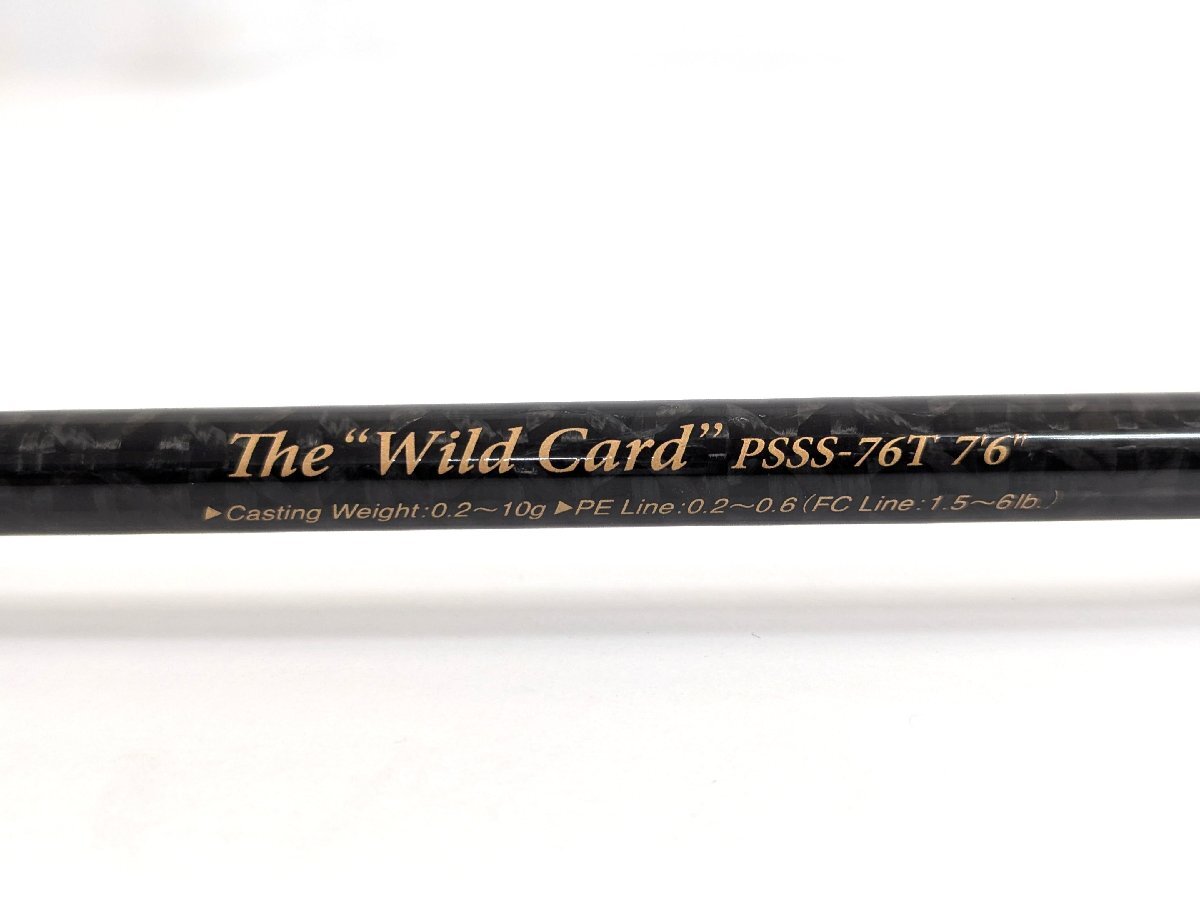 The “Wild Card” PSSS-76T 7'6"
▶Casting Weight:0.2～10g ▶PE Line:0.2～0.6 (FC Line:1.5～6lb.)